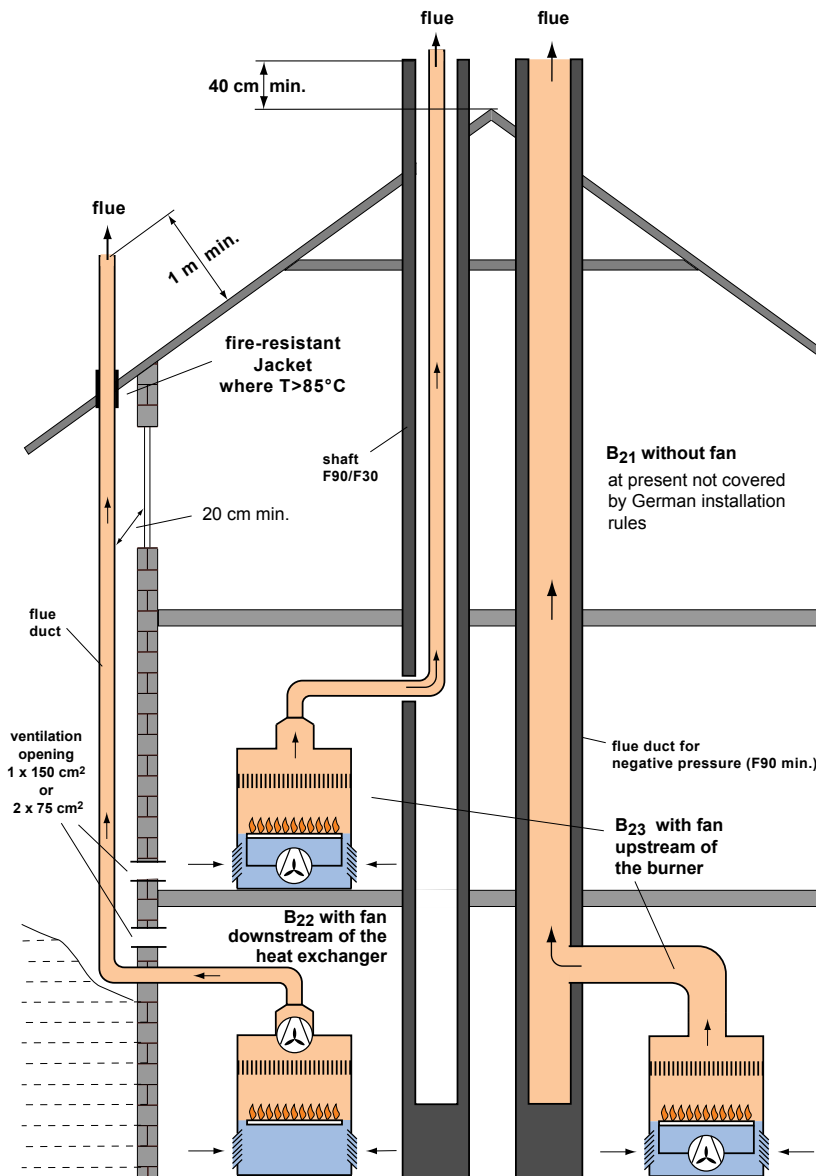 flue
flue
40 cm min.
flue
1 m min.
fire-resistant
Jacket
where T>85°C
shaft
F90/F30
B21 without fan
at present not covered
by German installation
rules
20 cm min.
flue
duct
ventilation
opening
1 x 150 cm²
or
2 x 75 cm²
flue duct for
negative pressure (F90 min.)
B23 with fan
upstream of
the burner
B22 with fan
downstream of the
heat exchanger